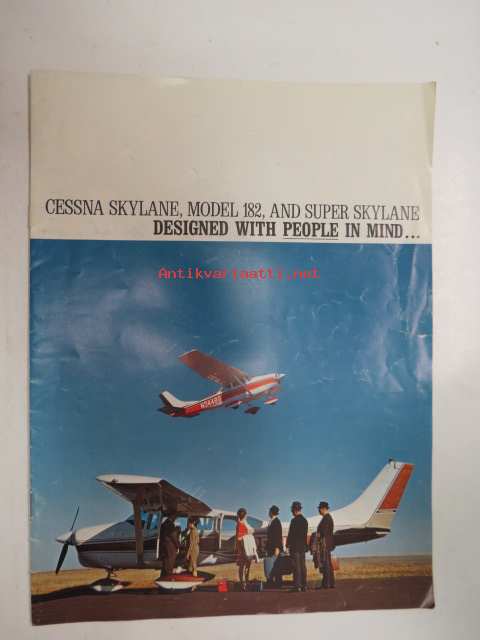 CESSNA SKYLANE, MODEL 182, AND SUPER SKYLANE
DESIGNED WITH PEOPLE IN MIND...
Antikvariaatti.net